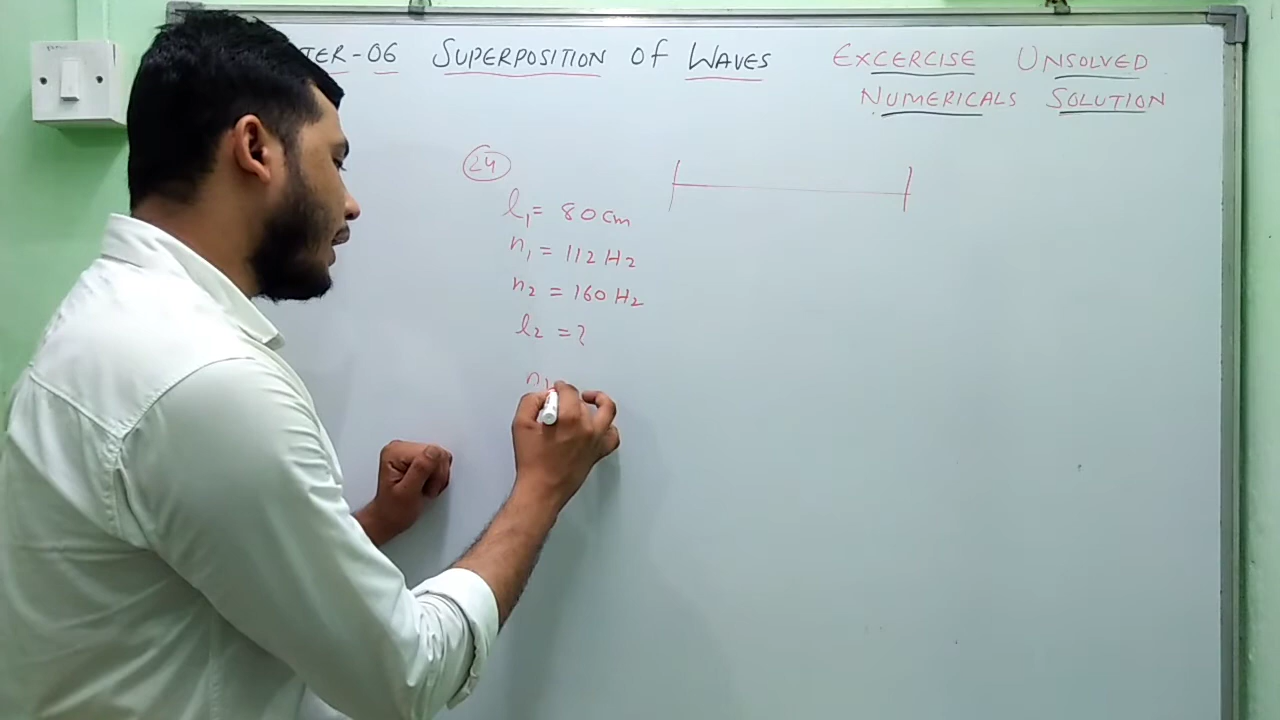 TER-06 SUPERPOSITION OF WAVES
EXCERCISE UNSOLVED
NUMERICALS SOLUTION
24
l₁ = 80 cm
n₁ = 112 Hz
n₂ = 160 Hz
l₂ = ?
n₁